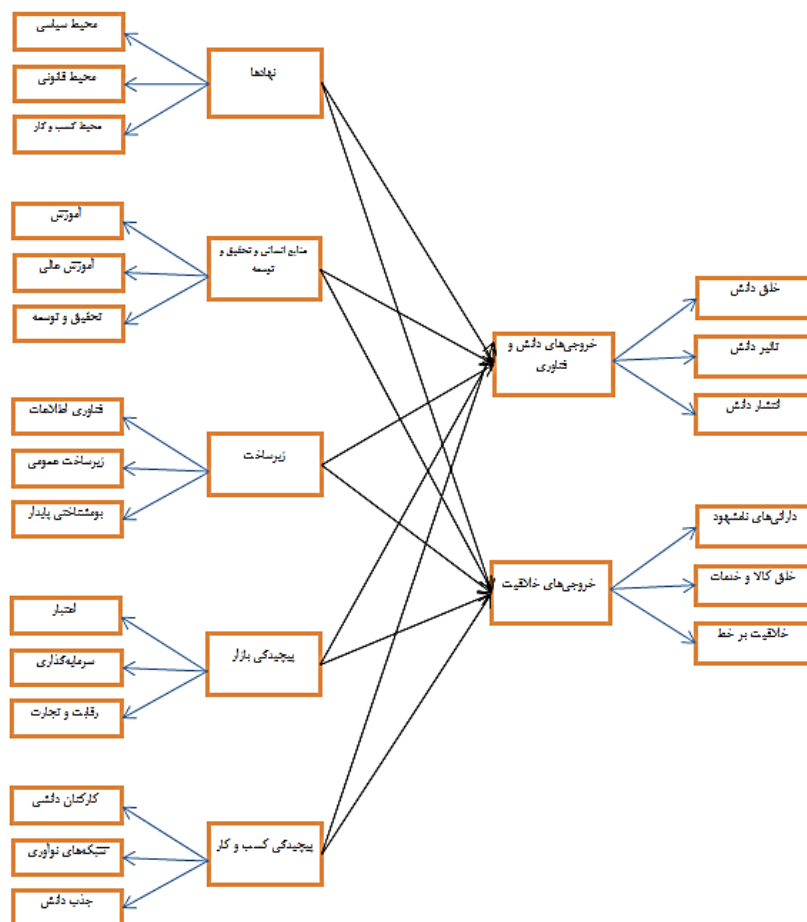 محیط سیاسی
محیط قانونی
محیط کسب و کار
نهادها
آموزش
آموزش عالی
تحقیق و توسعه
منابع انسانی و تحقیق و
توسعه
فناوری اطلاعات
زیرساخت عمومی
بومشناختی پایدار
زیرساخت
اعتبار
سرمایه‌گذاری
رقابت و تجارت
پیچیدگی بازار
کارکنان دانشی
شبکه‌های نوآوری
جذب دانش
پیچیدگی کسب و کار
خروجی‌های دانش و
فناوری
خلق دانش
تاثیر دانش
انتشار دانش
خروجی‌های خلاقیت
دارائی‌های نامشهود
خلق کالا و خدمات
خلاقیت بر خط